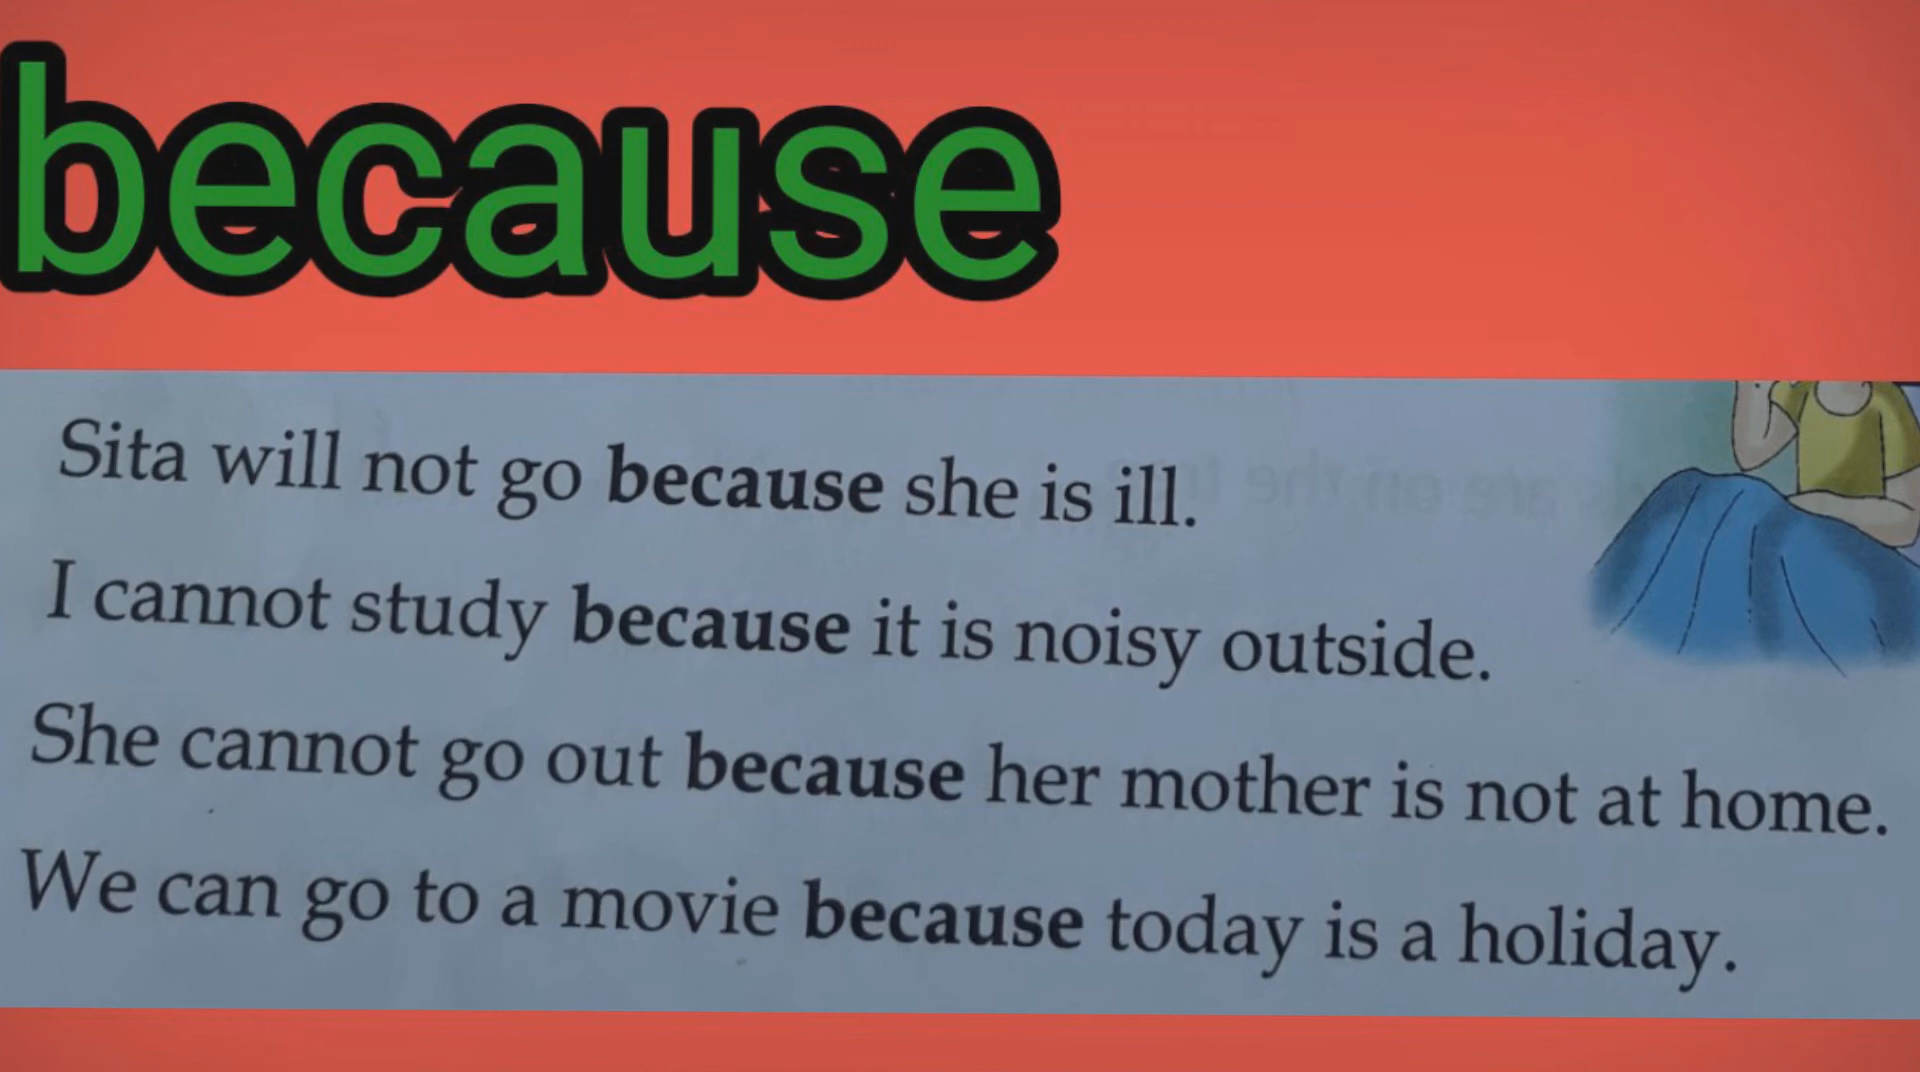 because
Sita will not go because she is ill.
I cannot study because it is noisy outside.
She cannot go out because her mother is not at home.
We can go to a movie because today is a holiday.